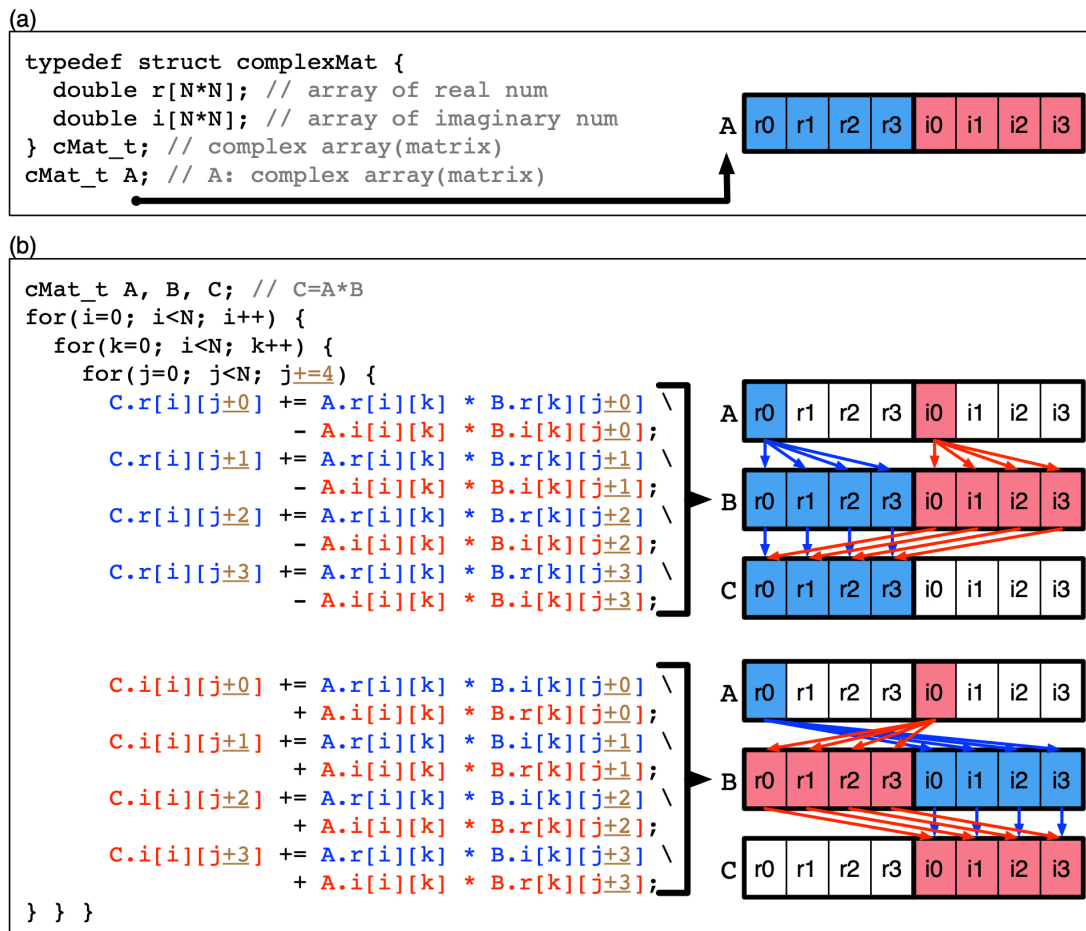 (a)
typedef struct complexMat {
  double r[N*N]; // array of real num
  double i[N*N]; // array of imaginary num
} cMat_t; // complex array(matrix)
cMat_t A; // A: complex array(matrix)
A r0 r1 r2 r3 i0 i1 i2 i3
(b)
cMat_t A, B, C; // C=A*B
for(i=0; i<N; i++) {
  for(k=0; i<N; k++) {
    for(j=0; j<N; j+=4) {
      C.r[i][j+0] += A.r[i][k] * B.r[k][j+0] \
                   - A.i[i][k] * B.i[k][j+0];
      C.r[i][j+1] += A.r[i][k] * B.r[k][j+1] \
                   - A.i[i][k] * B.i[k][j+1];
      C.r[i][j+2] += A.r[i][k] * B.r[k][j+2] \
                   - A.i[i][k] * B.i[k][j+2];
      C.r[i][j+3] += A.r[i][k] * B.r[k][j+3] \
                   - A.i[i][k] * B.i[k][j+3];
A r0 r1 r2 r3 i0 i1 i2 i3
B r0 r1 r2 r3 i0 i1 i2 i3
C r0 r1 r2 r3 i0 i1 i2 i3
      C.i[i][j+0] += A.r[i][k] * B.i[k][j+0] \
                   + A.i[i][k] * B.r[k][j+0];
      C.i[i][j+1] += A.r[i][k] * B.i[k][j+1] \
                   + A.i[i][k] * B.r[k][j+1];
      C.i[i][j+2] += A.r[i][k] * B.i[k][j+2] \
                   + A.i[i][k] * B.r[k][j+2];
      C.i[i][j+3] += A.r[i][k] * B.i[k][j+3] \
                   + A.i[i][k] * B.r[k][j+3];
A r0 r1 r2 r3 i0 i1 i2 i3
B r0 r1 r2 r3 i0 i1 i2 i3
C r0 r1 r2 r3 i0 i1 i2 i3
} } }